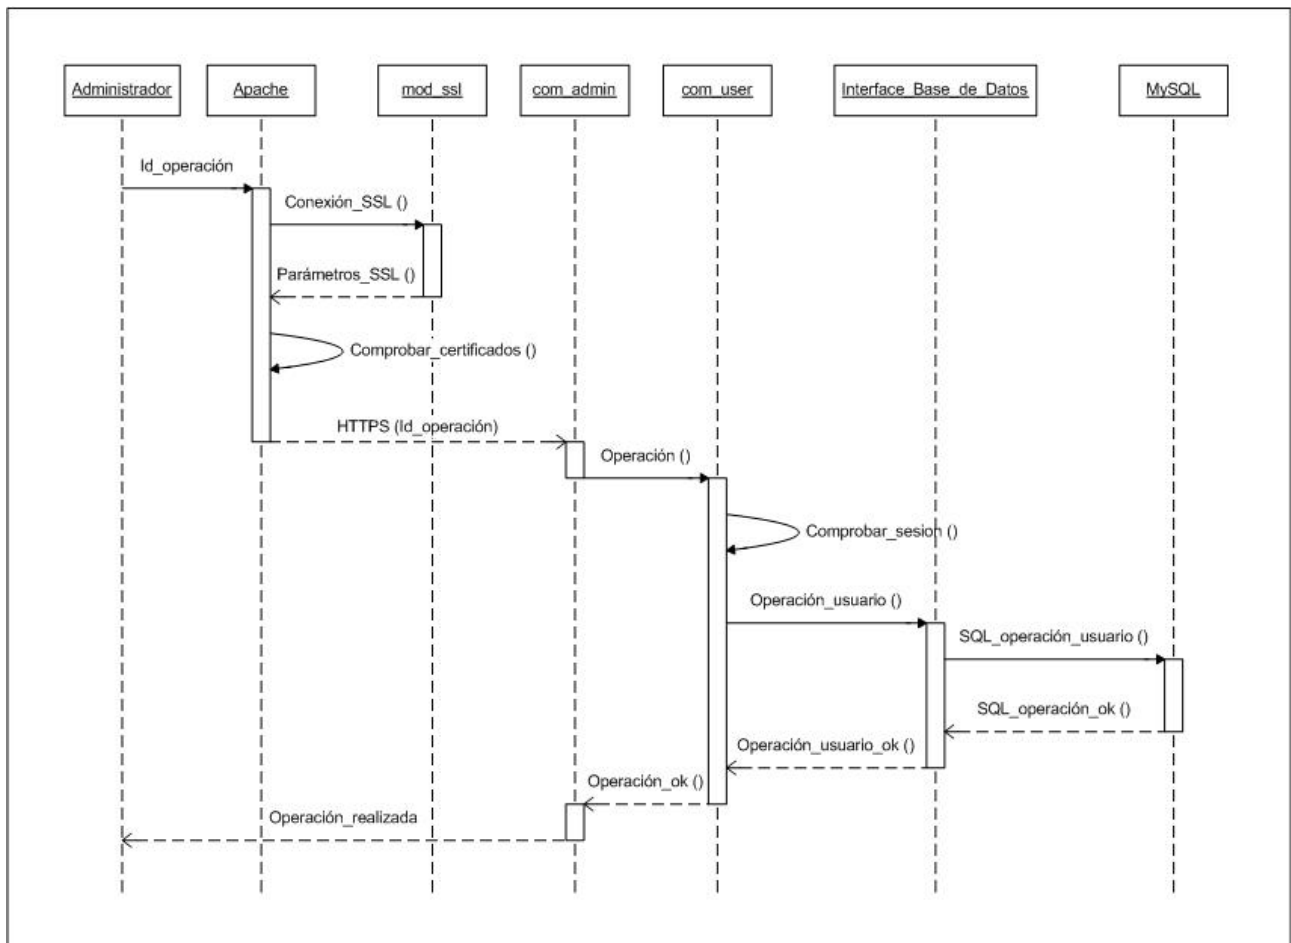 Administrador
Apache
mod_ssl
com_admin
com_user
Interface_Base_de_Datos
MySQL
Id_operación
Conexión_SSL ()
Parámetros_SSL ()
Comprobar_certificados ()
HTTPS (Id_operación)
Operación ()
Comprobar_sesion ()
Operación_usuario ()
SQL_operación_usuario ()
SQL_operación_ok ()
Operación_usuario_ok ()
Operación_ok ()
Operación_realizada